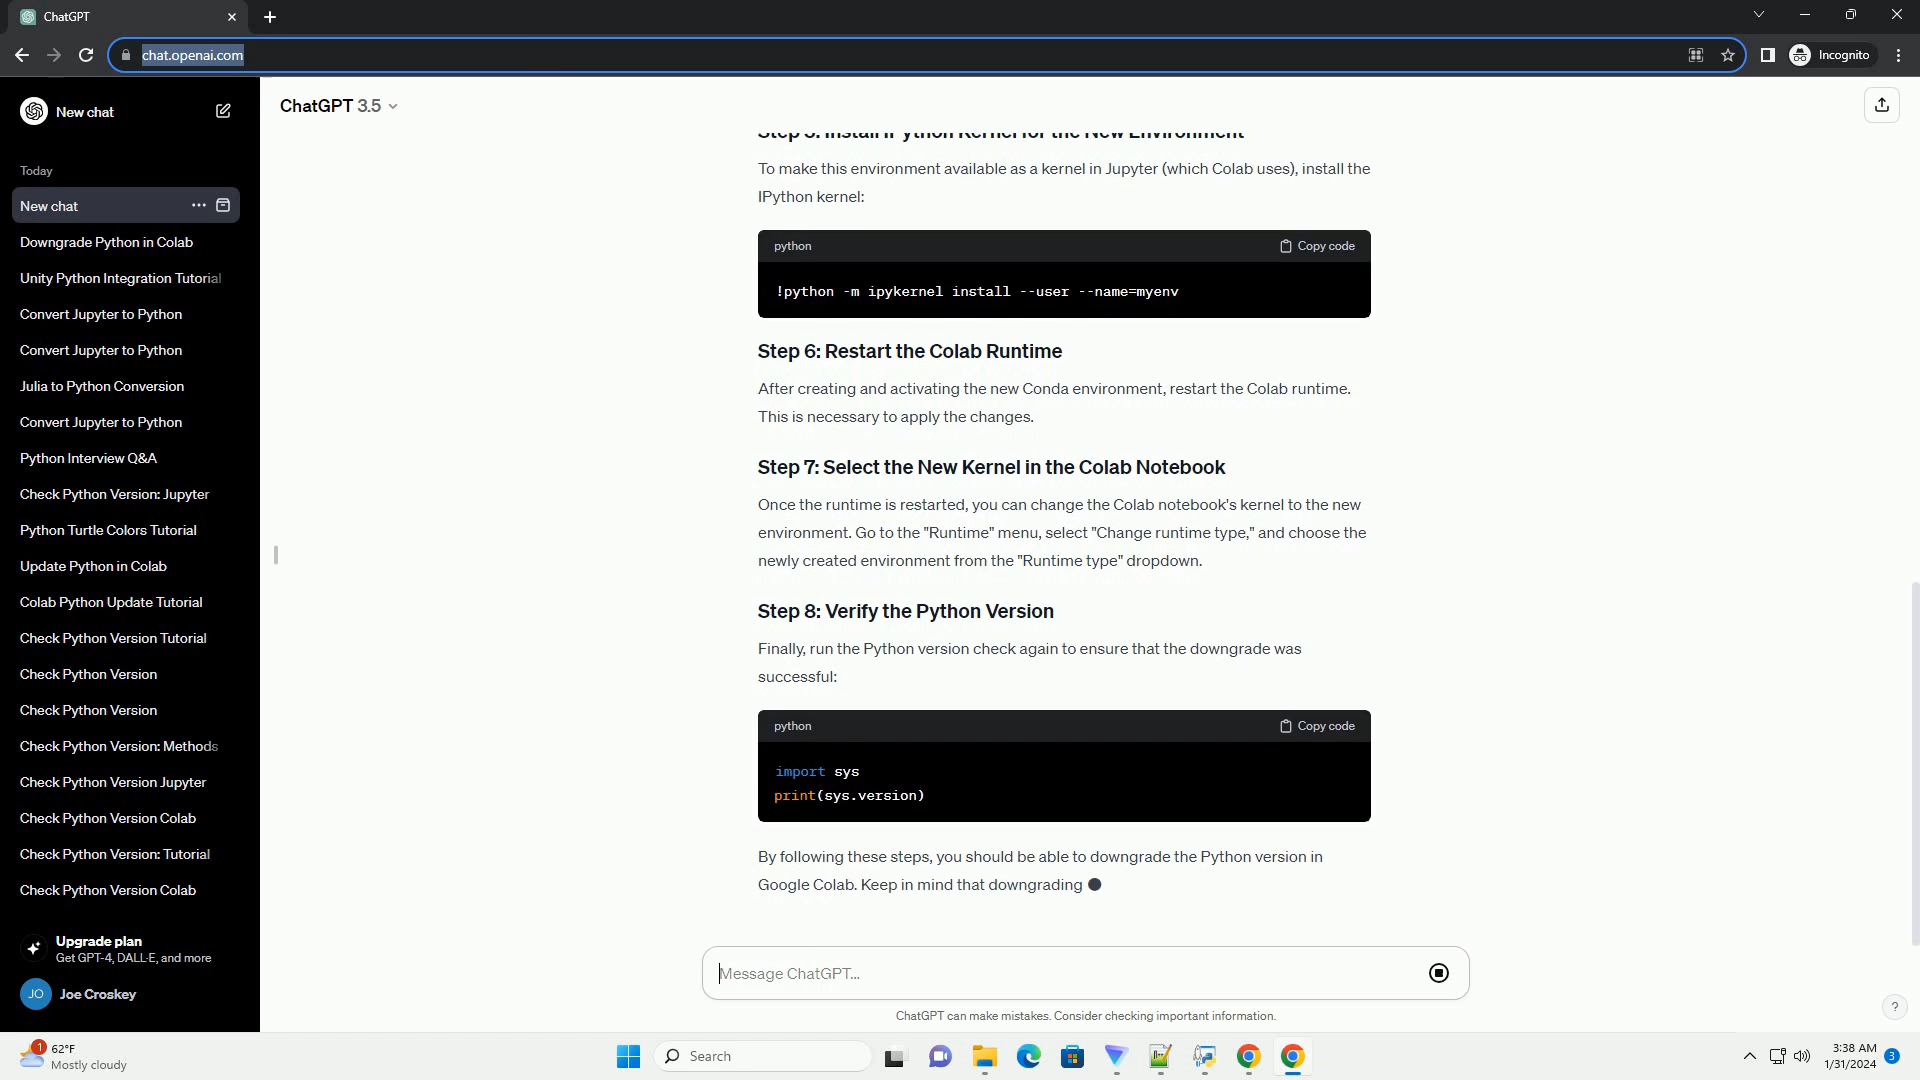 ChatGPT
chat.openai.com
Incognito
New chat
Today
New chat
Downgrade Python in Colab
Unity Python Integration Tutorial
Convert Jupyter to Python
Convert Jupyter to Python
Julia to Python Conversion
Convert Jupyter to Python
Python Interview Q&A
Check Python Version: Jupyter
Python Turtle Colors Tutorial
Update Python in Colab
Colab Python Update Tutorial
Check Python Version Tutorial
Check Python Version
Check Python Version
Check Python Version: Methods
Check Python Version Jupyter
Check Python Version Colab
Check Python Version: Tutorial
Check Python Version Colab
Upgrade plan
Get GPT-4, DALL·E, and more
JO Joe Croskey
ChatGPT 3.5
Step 5: Install IPython Kernel for the New Environment
To make this environment available as a kernel in Jupyter (which Colab uses), install the
IPython kernel:
python Copy code
!python -m ipykernel install --user --name=myenv
Step 6: Restart the Colab Runtime
After creating and activating the new Conda environment, restart the Colab runtime.
This is necessary to apply the changes.
Step 7: Select the New Kernel in the Colab Notebook
Once the runtime is restarted, you can change the Colab notebook's kernel to the new
environment. Go to the "Runtime" menu, select "Change runtime type," and choose the
newly created environment from the "Runtime type" dropdown.
Step 8: Verify the Python Version
Finally, run the Python version check again to ensure that the downgrade was
successful:
python Copy code
import sys
print(sys.version)
By following these steps, you should be able to downgrade the Python version in
Google Colab. Keep in mind that downgrading
Message ChatGPT…
ChatGPT can make mistakes. Consider checking important information.
?
1
62°F
Mostly cloudy
Search
3:38 AM
1/31/2024
3